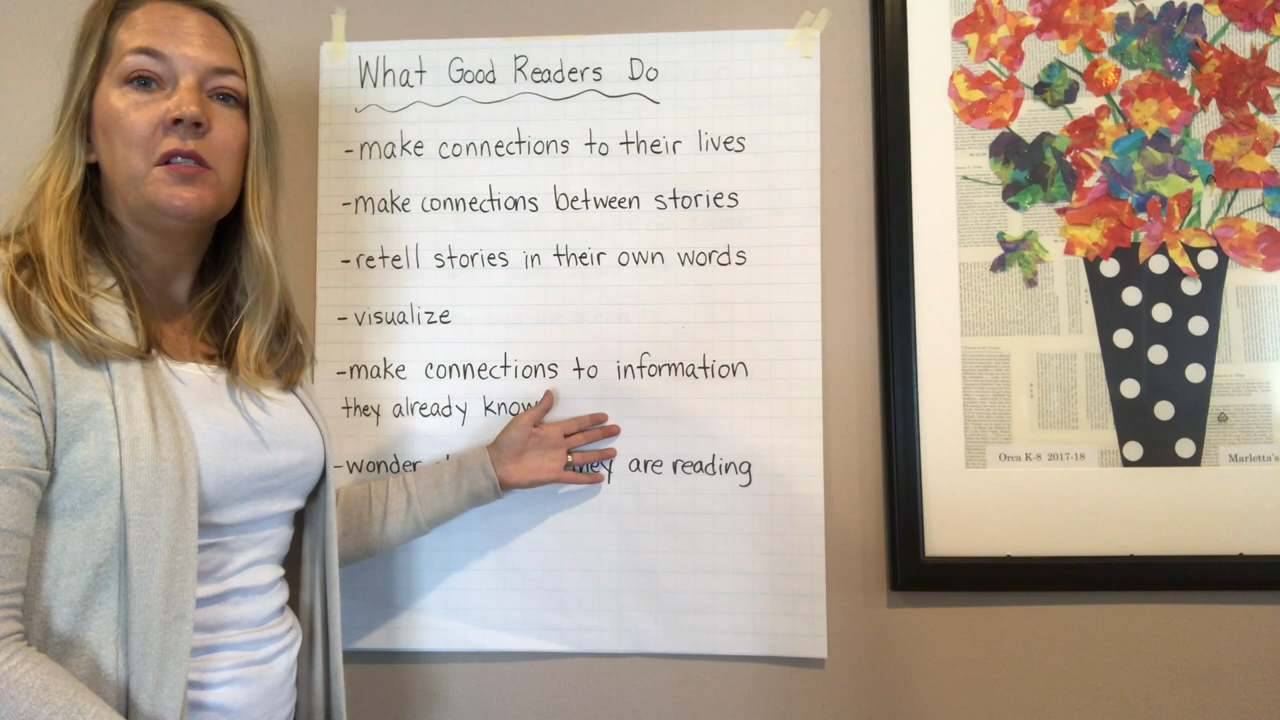 What Good Readers Do
-make connections to their lives
-make connections between stories
-retell stories in their own words
-visualize
-make connections to information
they already know
-wonder they are reading
Orca K-8 2017-18
Marletta's